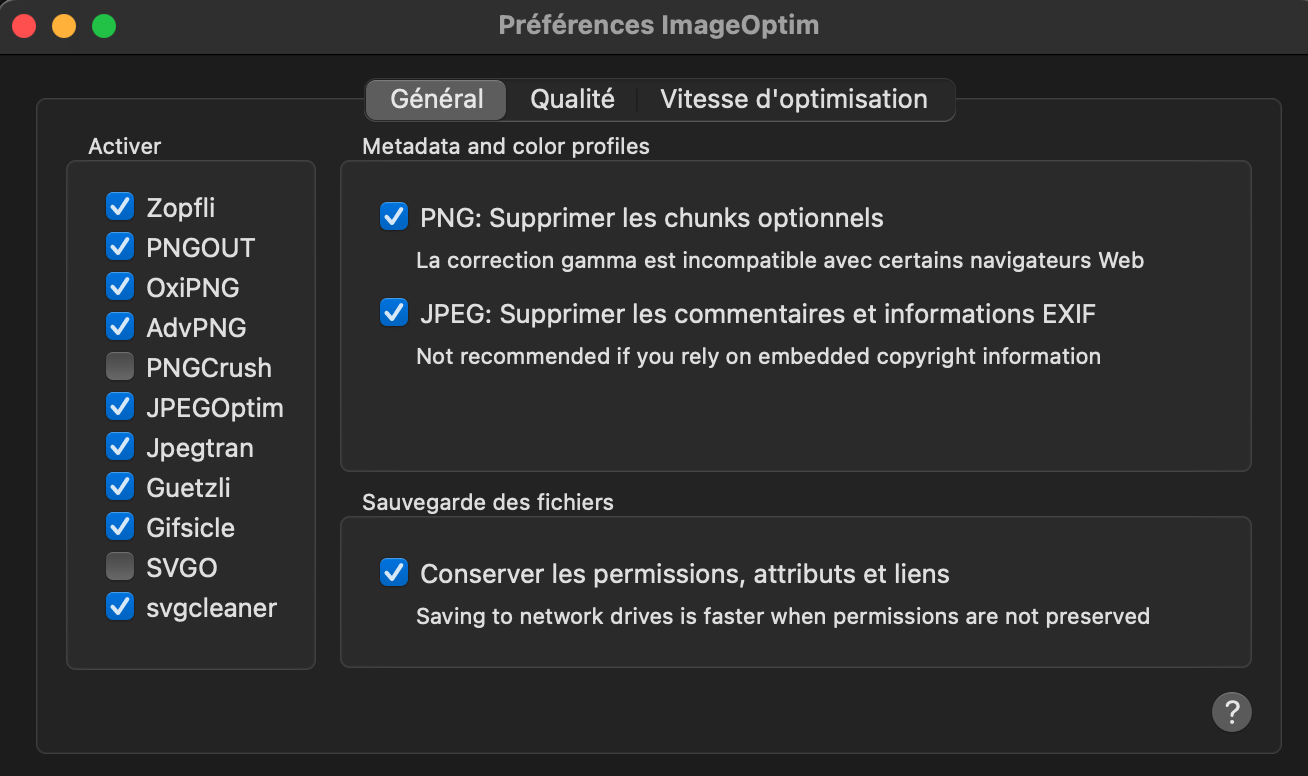 Préférences ImageOptim
Général
Qualité
Vitesse d'optimisation
Activer
Zopfli
PNGOUT
OxiPNG
AdvPNG
PNGCrush
JPEGOptim
Jpegtran
Guetzli
Gifsicle
SVGO
svgcleaner
Metadata and color profiles
PNG: Supprimer les chunks optionnels
La correction gamma est incompatible avec certains navigateurs Web
JPEG: Supprimer les commentaires et informations EXIF
Not recommended if you rely on embedded copyright information
Sauvegarde des fichiers
Conserver les permissions, attributs et liens
Saving to network drives is faster when permissions are not preserved
?